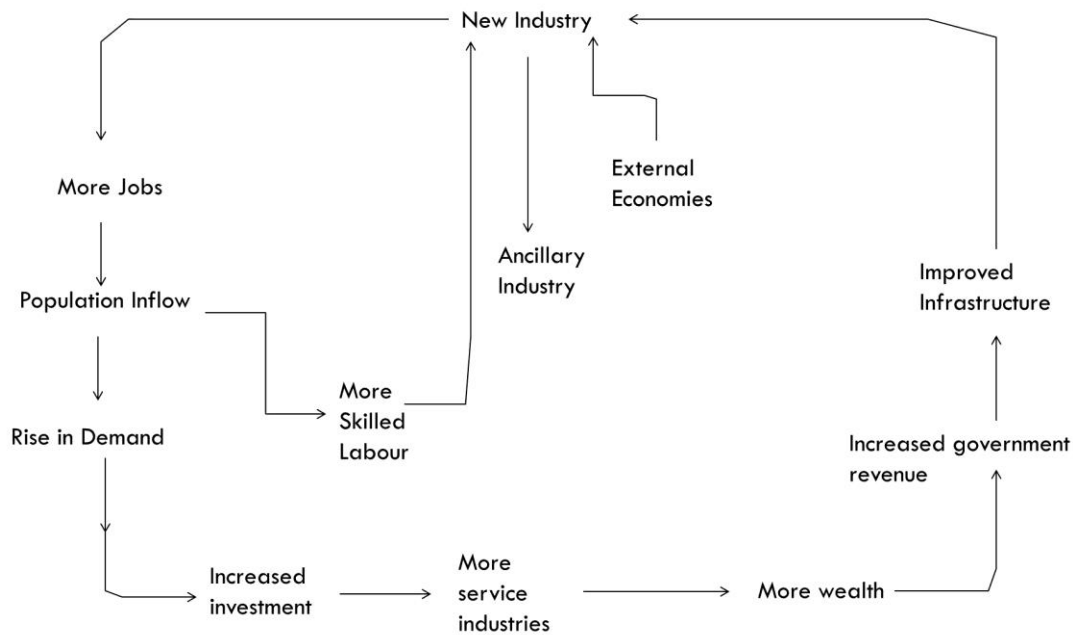 New Industry
External
Economies
More Jobs
Ancillary
Industry
Improved
Infrastructure
Population Inflow
More
Skilled
Labour
Rise in Demand
Increased government
revenue
Increased
investment
More
service
industries
More wealth